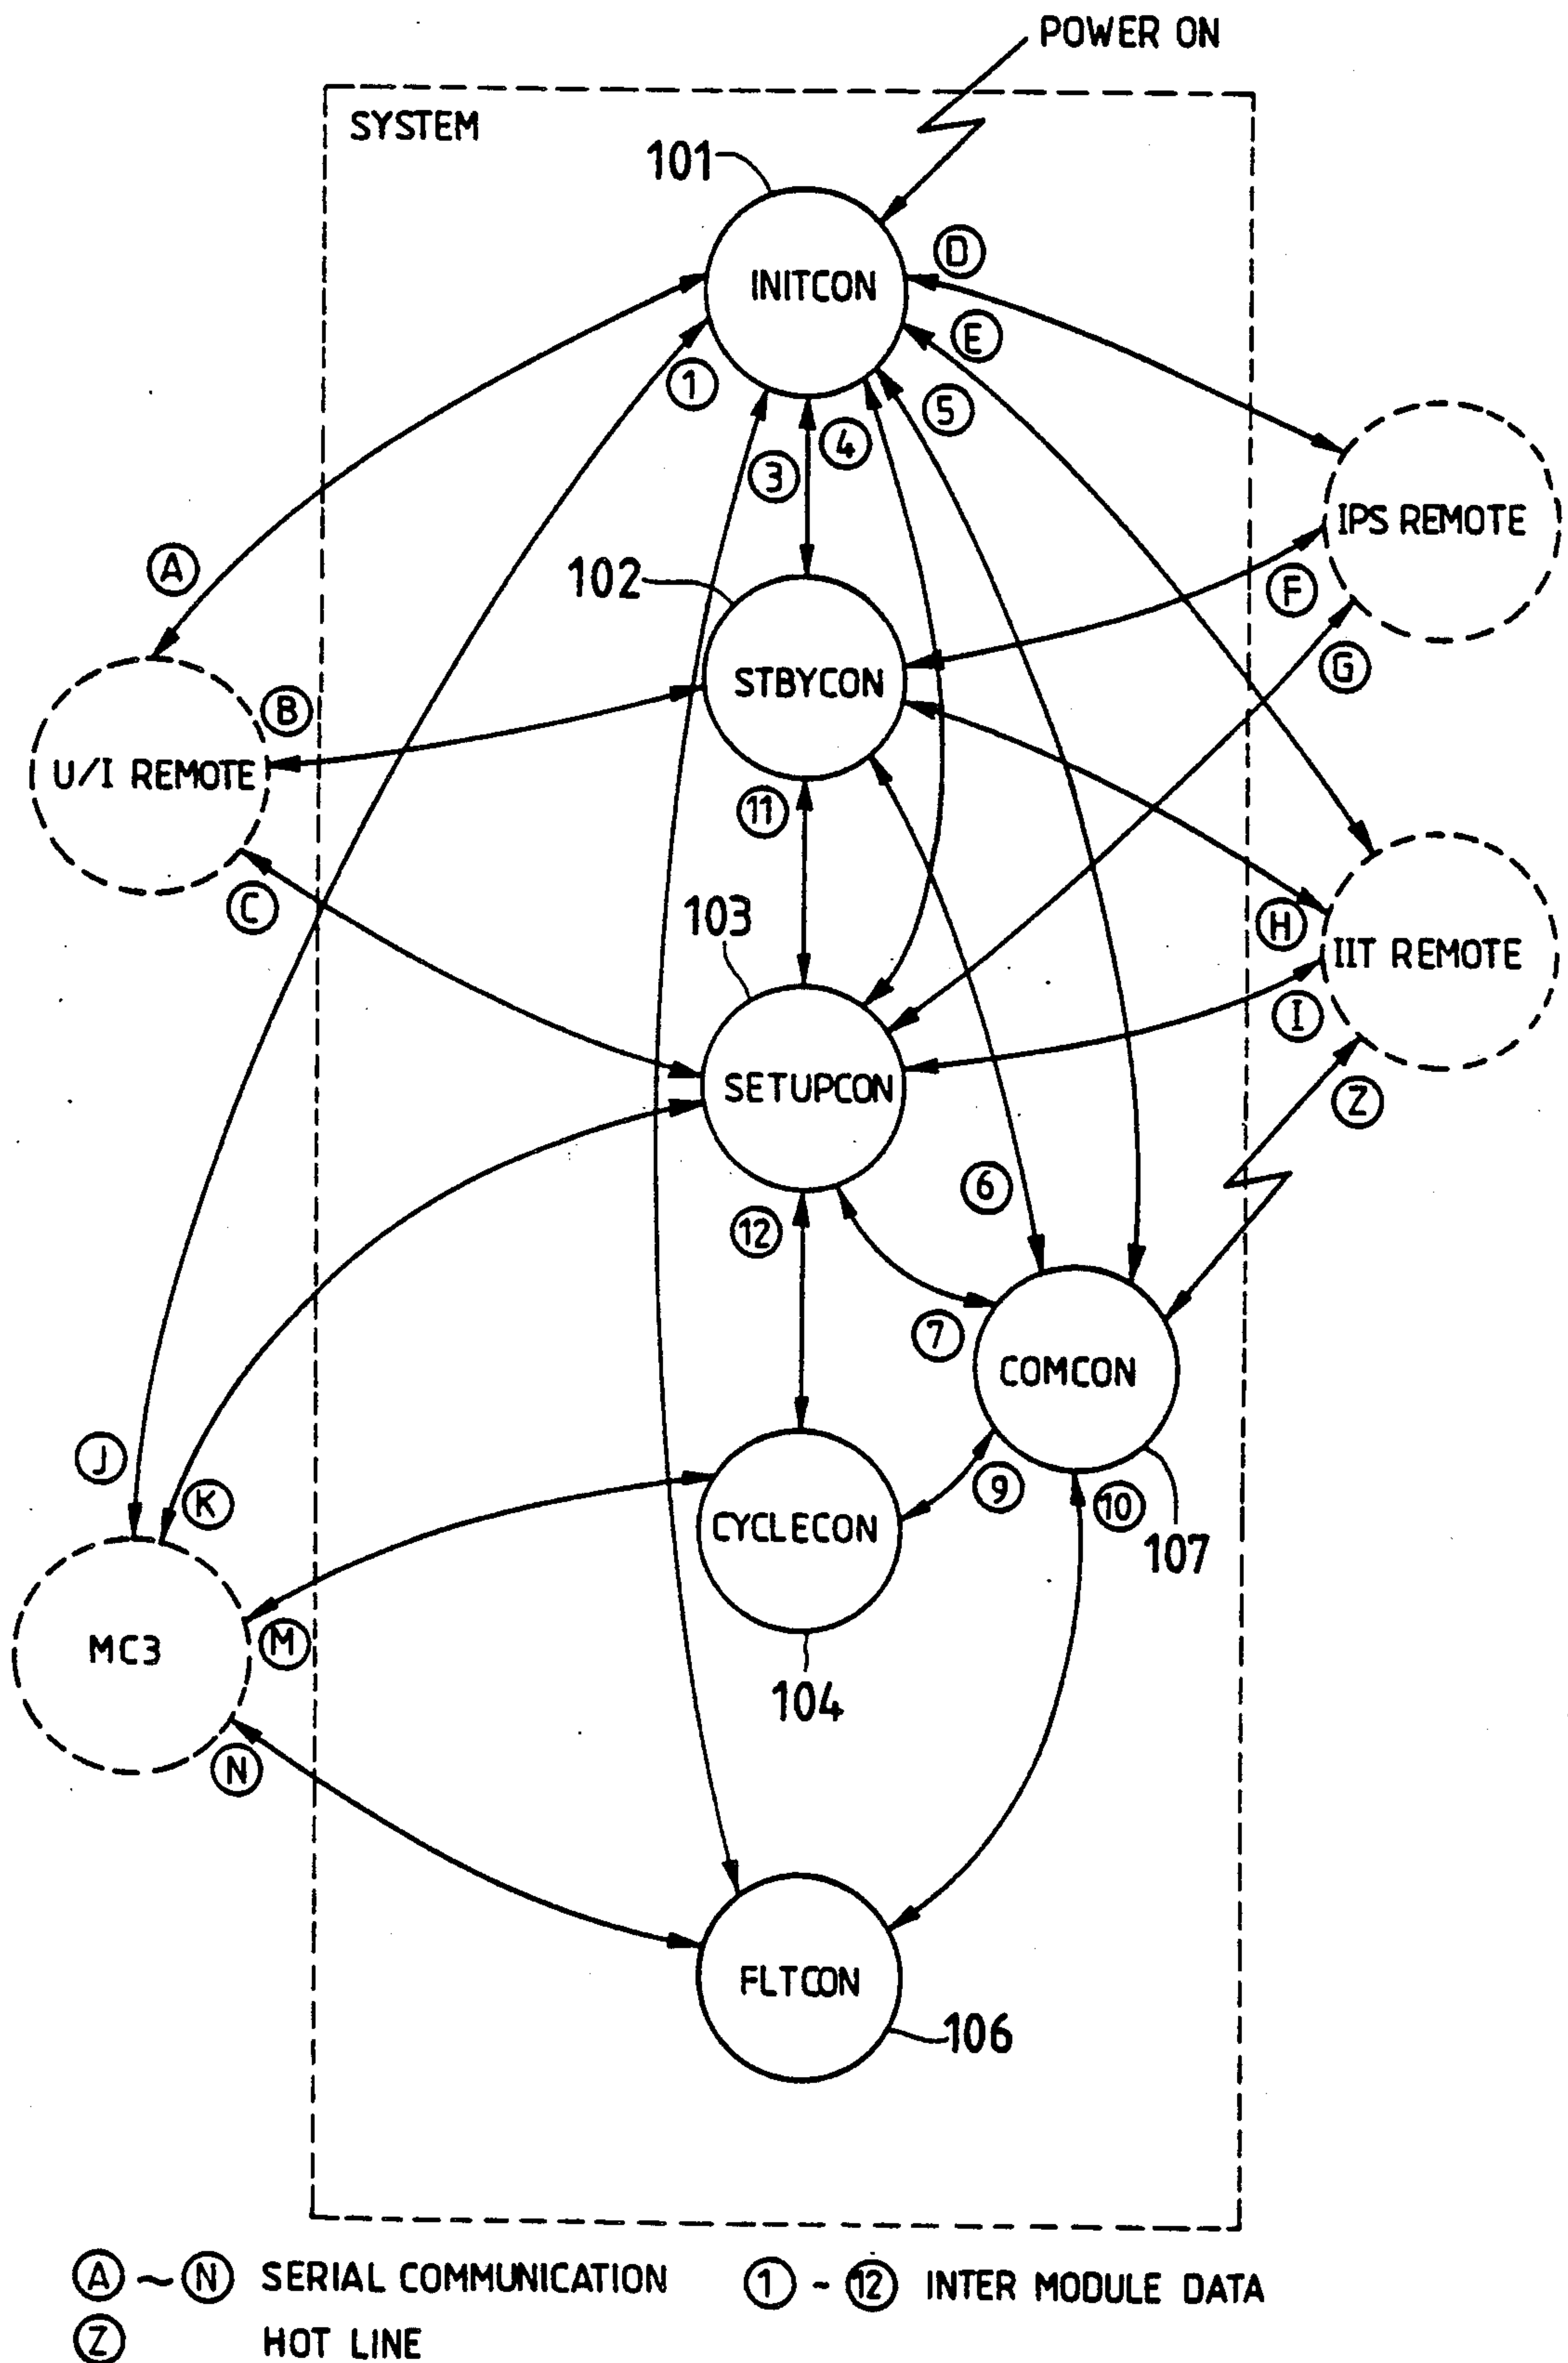 POWER ON
SYSTEM
101
INITCON
D
E
1
5
4
3
IPS REMOTE
A
102
F
STBYCON
G
B
U/I REMOTE
11
C
103
H
IIT REMOTE
I
SETUPCON
Z
6
12
7
COMCON
J
K
9
10
CYCLECON
107
MC3
M
104
N
FLTCON
106
A ~ N SERIAL COMMUNICATION 1 - 12 INTER MODULE DATA
Z HOT LINE